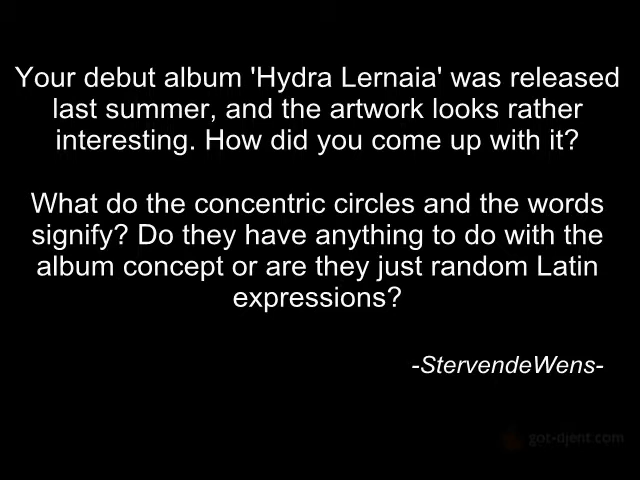 Your debut album 'Hydra Lernaia' was released
last summer, and the artwork looks rather
interesting. How did you come up with it?
What do the concentric circles and the words
signify? Do they have anything to do with the
album concept or are they just random Latin
expressions?
-StervendeWens-
got-djent.com